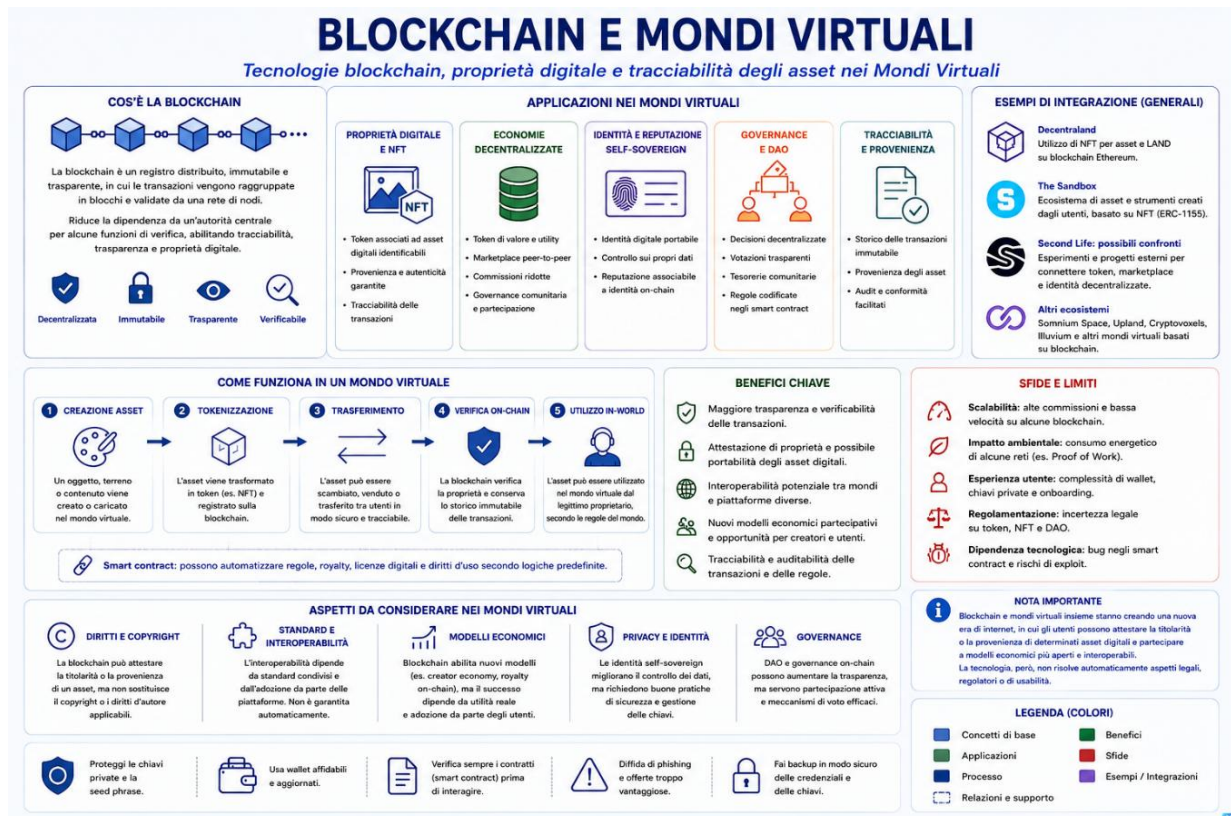 BLOCKCHAIN E MONDI VIRTUALI
Tecnologie blockchain, proprietà digitale e tracciabilità degli asset nei Mondi Virtuali
COS'È LA BLOCKCHAIN
La blockchain è un registro distribuito, immutabile e
trasparente, in cui le transazioni vengono raggruppate
in blocchi e validate da una rete di nodi.
Riduce la dipendenza da un'autorità centrale
per alcune funzioni di verifica, abilitando tracciabilità,
trasparenza e proprietà digitale.
Decentralizzata
Immutabile
Trasparente
Verificabile
APPLICAZIONI NEI MONDI VIRTUALI
PROPRIETÀ DIGITALE
E NFT
NFT
• Token associati ad asset
digitali identificabili
• Provenienza e autenticità
garantite
• Tracciabilità delle
transazioni
ECONOMIE
DECENTRALIZZATE
• Token di valore e utility
• Marketplace peer-to-peer
• Commissioni ridotte
• Governance comunitaria
e partecipazione
IDENTITÀ E REPUTAZIONE
SELF-SOVEREIGN
• Identità digitale portabile
• Controllo sui propri dati
• Reputazione associabile
a identità on-chain
GOVERNANCE
E DAO
• Decisioni decentralizzate
• Votazioni trasparenti
• Tesorerie comunitarie
• Regole codificate
negli smart contract
TRACCIABILITÀ
E PROVENIENZA
• Storico delle transazioni
immutabile
• Provenienza degli asset
• Audit e conformità
facilitati
ESEMPI DI INTEGRAZIONE (GENERALI)
Decentraland
Utilizzo di NFT per asset e LAND
su blockchain Ethereum.
S
The Sandbox
Ecosistema di asset e strumenti creati
dagli utenti, basato su NFT (ERC-1155).
Second Life: possibili confronti
Esperimenti e progetti esterni per
connettere token, marketplace
e identità decentralizzate.
Altri ecosistemi
Somnium Space, Upland, Cryptovoxels,
Illuvium e altri mondi virtuali basati
su blockchain.
COME FUNZIONA IN UN MONDO VIRTUALE
1 CREAZIONE ASSET
Un oggetto, terreno
o contenuto viene
creato o caricato
nel mondo virtuale.
2 TOKENIZZAZIONE
L'asset viene trasformato
in token (es. NFT) e
registrato sulla
blockchain.
3 TRASFERIMENTO
L'asset può essere
scambiato, venduto o
trasferito tra utenti in
modo sicuro e tracciabile.
4 VERIFICA ON-CHAIN
La blockchain verifica
la proprietà e conserva
lo storico immutabile
delle transazioni.
5 UTILIZZO IN-WORLD
L'asset può essere utilizzato
nel mondo virtuale dal
legittimo proprietario,
secondo le regole del mondo.
Smart contract: possono automatizzare regole, royalty, licenze digitali e diritti d'uso secondo logiche predefinite.
BENEFICI CHIAVE
Maggiore trasparenza e verificabilità
delle transazioni.
Attestazione di proprietà e possibile
portabilità degli asset digitali.
Interoperabilità potenziale tra mondi
e piattaforme diverse.
Nuovi modelli economici partecipativi
e opportunità per creatori e utenti.
Tracciabilità e auditabilità delle
transazioni e delle regole.
SFIDE E LIMITI
Scalabilità: alte commissioni e bassa
velocità su alcune blockchain.
Impatto ambientale: consumo energetico
di alcune reti (es. Proof of Work).
Esperienza utente: complessità di wallet,
chiavi private e onboarding.
Regolamentazione: incertezza legale
su token, NFT e DAO.
Dipendenza tecnologica: bug negli smart
contract e rischi di exploit.
ASPETTI DA CONSIDERARE NEI MONDI VIRTUALI
C
DIRITTI E COPYRIGHT
La blockchain può attestare
la titolarità o la provenienza
di un asset, ma non sostituisce
il copyright o i diritti d'autore
applicabili.
STANDARD E
INTEROPERABILITÀ
L'interoperabilità dipende
da standard condivisi e
dall'adozione da parte delle
piattaforme. Non è garantita
automaticamente.
MODELLI ECONOMICI
Blockchain abilita nuovi modelli
(es. creator economy, royalty
on-chain), ma il successo
dipende da utilità reale
e adozione da parte degli utenti.
PRIVACY E IDENTITÀ
Le identità self-sovereign
migliorano il controllo dei dati,
ma richiedono buone pratiche
di sicurezza e gestione
delle chiavi.
GOVERNANCE
DAO e governance on-chain
possono aumentare la trasparenza,
ma servono partecipazione attiva
e meccanismi di voto efficaci.
i
NOTA IMPORTANTE
Blockchain e mondi virtuali insieme stanno creando una nuova
era di internet, in cui gli utenti possono attestare la titolarità
o la provenienza di determinati asset digitali e partecipare
a modelli economici più aperti e interoperabili.
La tecnologia, però, non risolve automaticamente aspetti legali,
regolatori o di usabilità.
Proteggi le chiavi
private e la
seed phrase.
Usa wallet affidabili
e aggiornati.
Verifica sempre i contratti
(smart contract) prima
di interagire.
Diffida di phishing
e offerte troppo
vantaggiose.
Fai backup in modo sicuro
delle credenziali e
delle chiavi.
LEGENDA (COLORI)
Concetti di base
Benefici
Applicazioni
Sfide
Processo
Esempi / Integrazioni
Relazioni e supporto